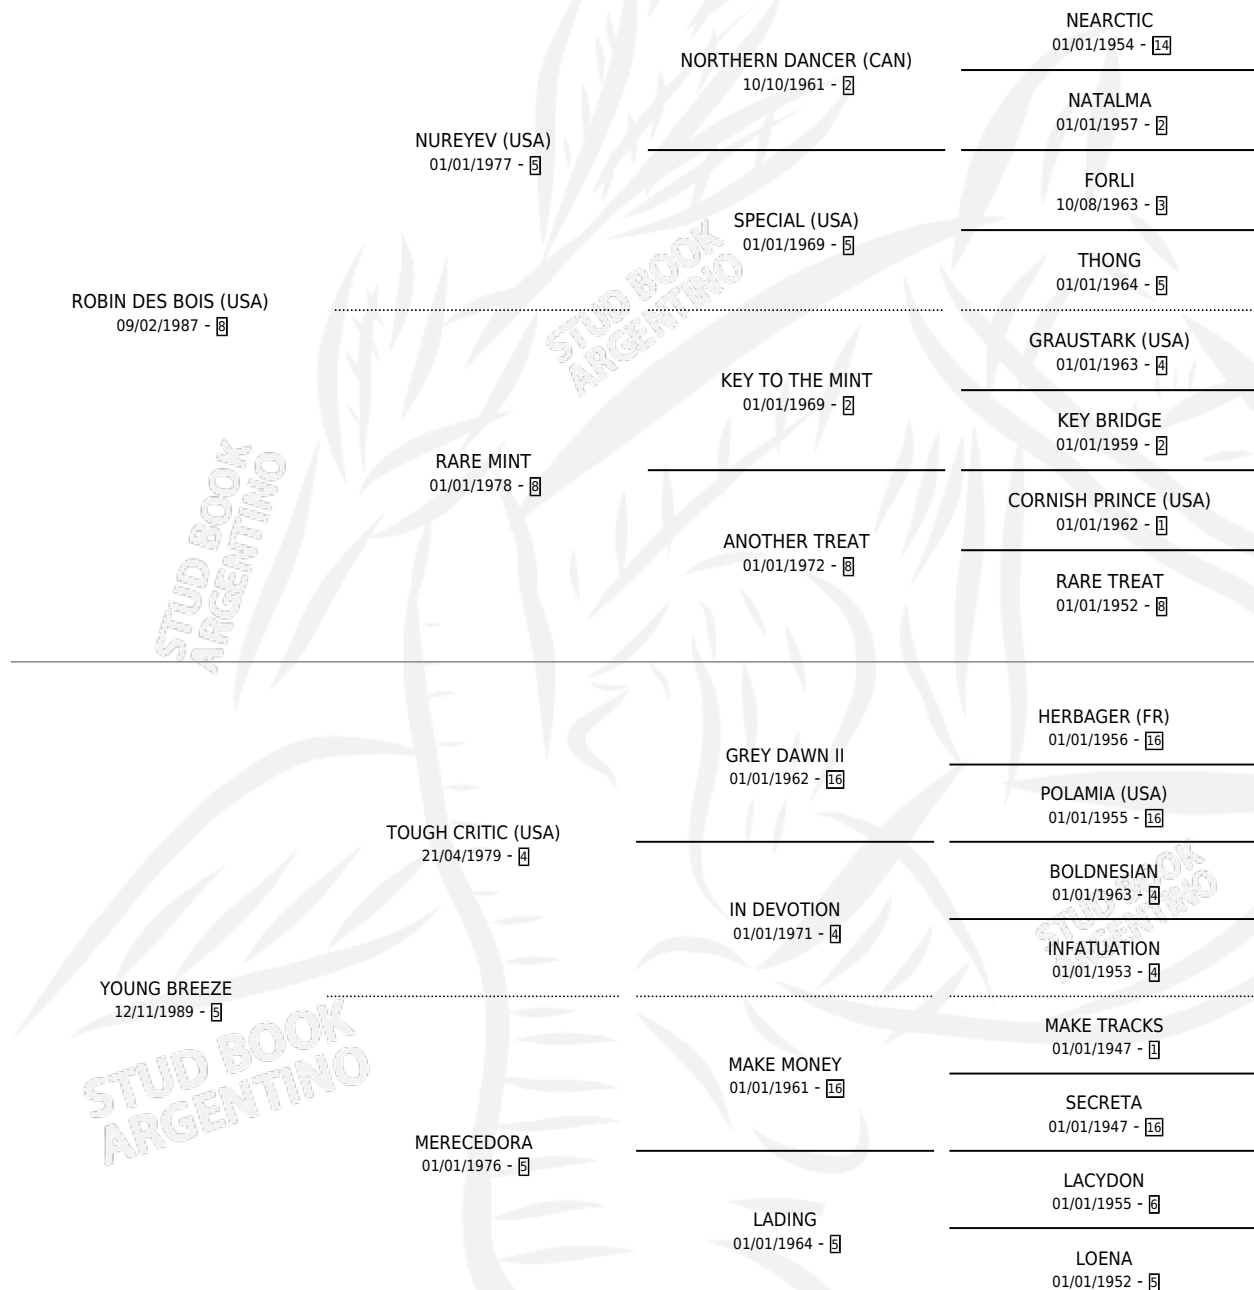 NEARCTIC
01/01/1954 - 14
NORTHERN DANCER (CAN)
10/10/1961 - 2
NATALMA
01/01/1957 - 2
NUREYEV (USA)
01/01/1977 - 5
FORLI
10/08/1963 - 3
SPECIAL (USA)
01/01/1969 - 5
THONG
01/01/1964 - 5
ROBIN DES BOIS (USA)
09/02/1987 - 8
GRAUSTARK (USA)
01/01/1963 - 4
KEY TO THE MINT
01/01/1969 - 2
KEY BRIDGE
01/01/1959 - 2
RARE MINT
01/01/1978 - 8
CORNISH PRINCE (USA)
01/01/1962 - 1
ANOTHER TREAT
01/01/1972 - 8
RARE TREAT
01/01/1952 - 8
HERBAGER (FR)
01/01/1956 - 16
GREY DAWN II
01/01/1962 - 16
POLAMIA (USA)
01/01/1955 - 16
TOUGH CRITIC (USA)
21/04/1979 - 4
BOLDNESIAN
01/01/1963 - 4
IN DEVOTION
01/01/1971 - 4
INFATUATION
01/01/1953 - 4
YOUNG BREEZE
12/11/1989 - 5
MAKE TRACKS
01/01/1947 - 1
MAKE MONEY
01/01/1961 - 16
SECRETA
01/01/1947 - 16
MERECEDORA
01/01/1976 - 5
LACYDON
01/01/1955 - 6
LADING
01/01/1964 - 5
LOENA
01/01/1952 - 5
STUD BOOK
ARGENTINO
STUD BOOK
ARGENTINO
STUD BOOK
ARGENTINO
STUD BOOK
ARGENTINO